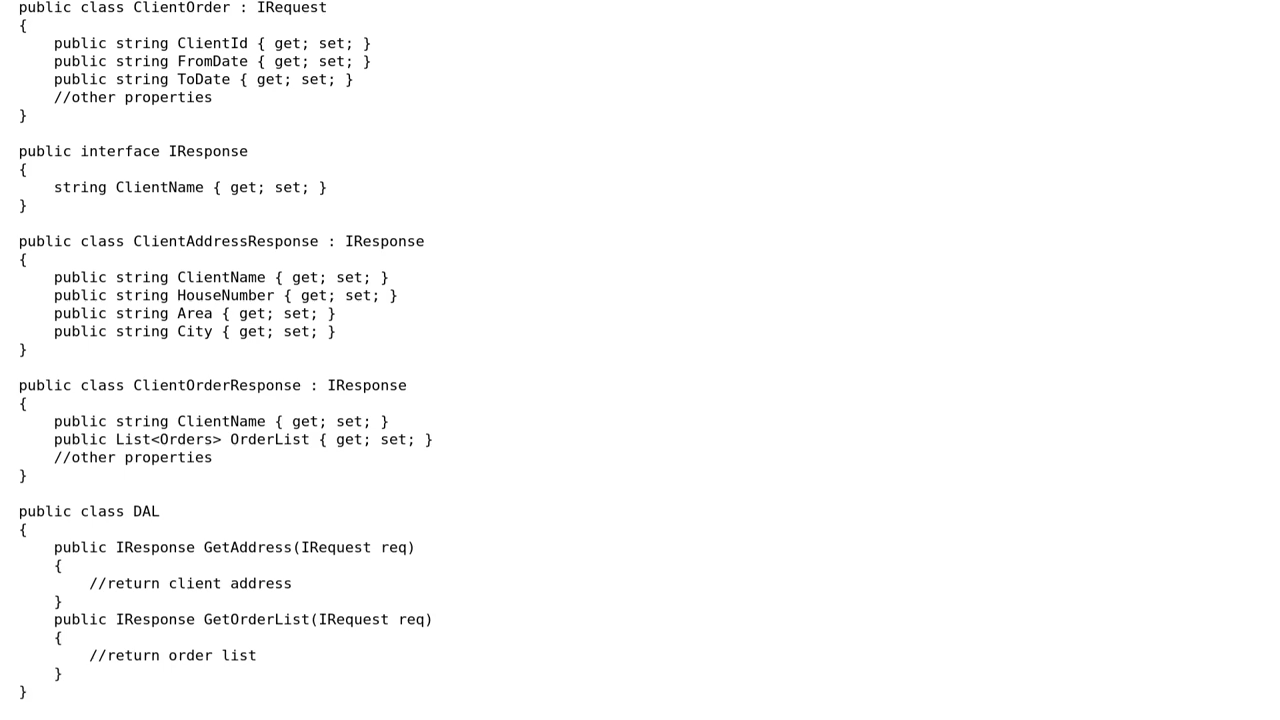 public class ClientOrder : IRequest
{
    public string ClientId { get; set; }
    public string FromDate { get; set; }
    public string ToDate { get; set; }
    //other properties
}

public interface IResponse
{
    string ClientName { get; set; }
}

public class ClientAddressResponse : IResponse
{
    public string ClientName { get; set; }
    public string HouseNumber { get; set; }
    public string Area { get; set; }
    public string City { get; set; }
}

public class ClientOrderResponse : IResponse
{
    public string ClientName { get; set; }
    public List<Orders> OrderList { get; set; }
    //other properties
}

public class DAL
{
    public IResponse GetAddress(IRequest req)
    {
        //return client address
    }
    public IResponse GetOrderList(IRequest req)
    {
        //return order list
    }
}